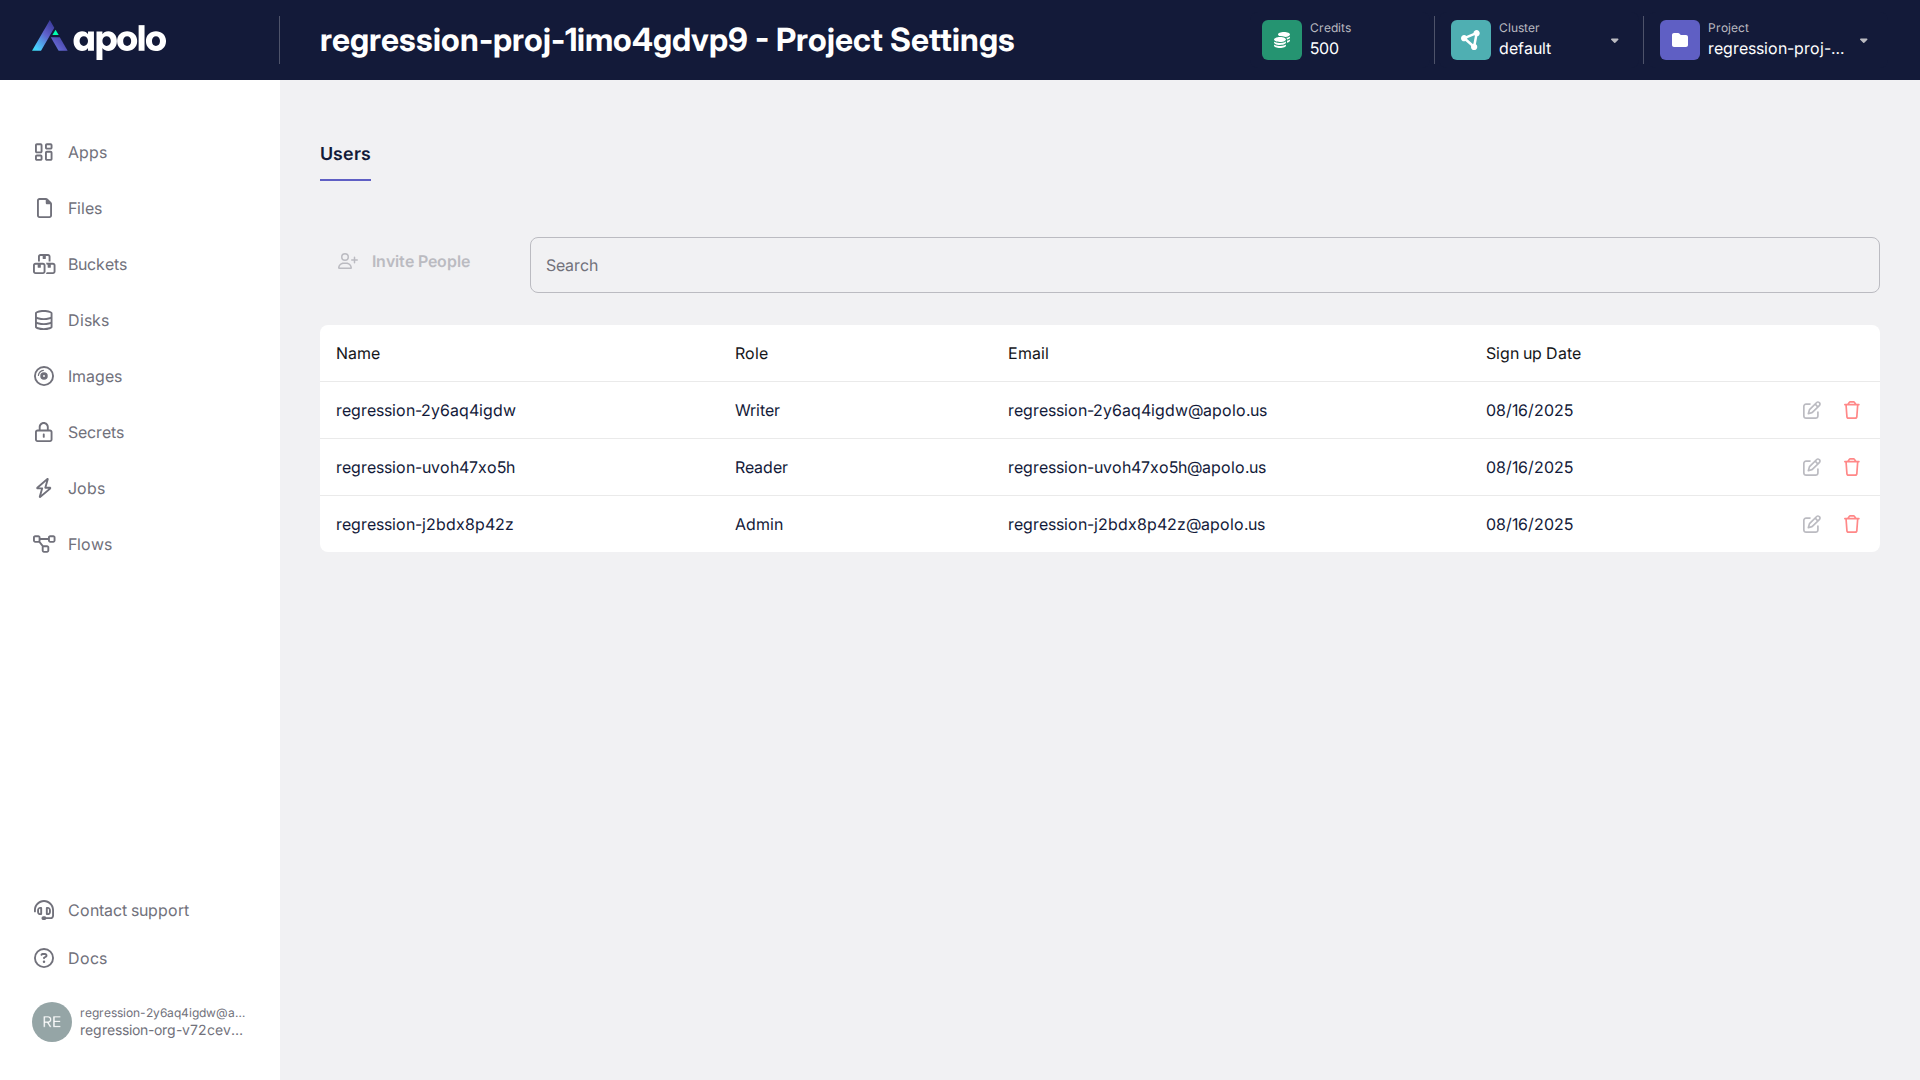 apolo
regression-proj-1imo4gdvp9 - Project Settings
Credits
500
Cluster
default
Project
regression-proj-...
Apps
Files
Buckets
Disks
Images
Secrets
Jobs
Flows
Contact support
Docs
RE
regression-2y6aq4igdw@a...
regression-org-v72cev...
Users
Invite People
Search
Name Role Email Sign up Date
regression-2y6aq4igdw Writer regression-2y6aq4igdw@apolo.us 08/16/2025
regression-uvoh47xo5h Reader regression-uvoh47xo5h@apolo.us 08/16/2025
regression-j2bdx8p42z Admin regression-j2bdx8p42z@apolo.us 08/16/2025